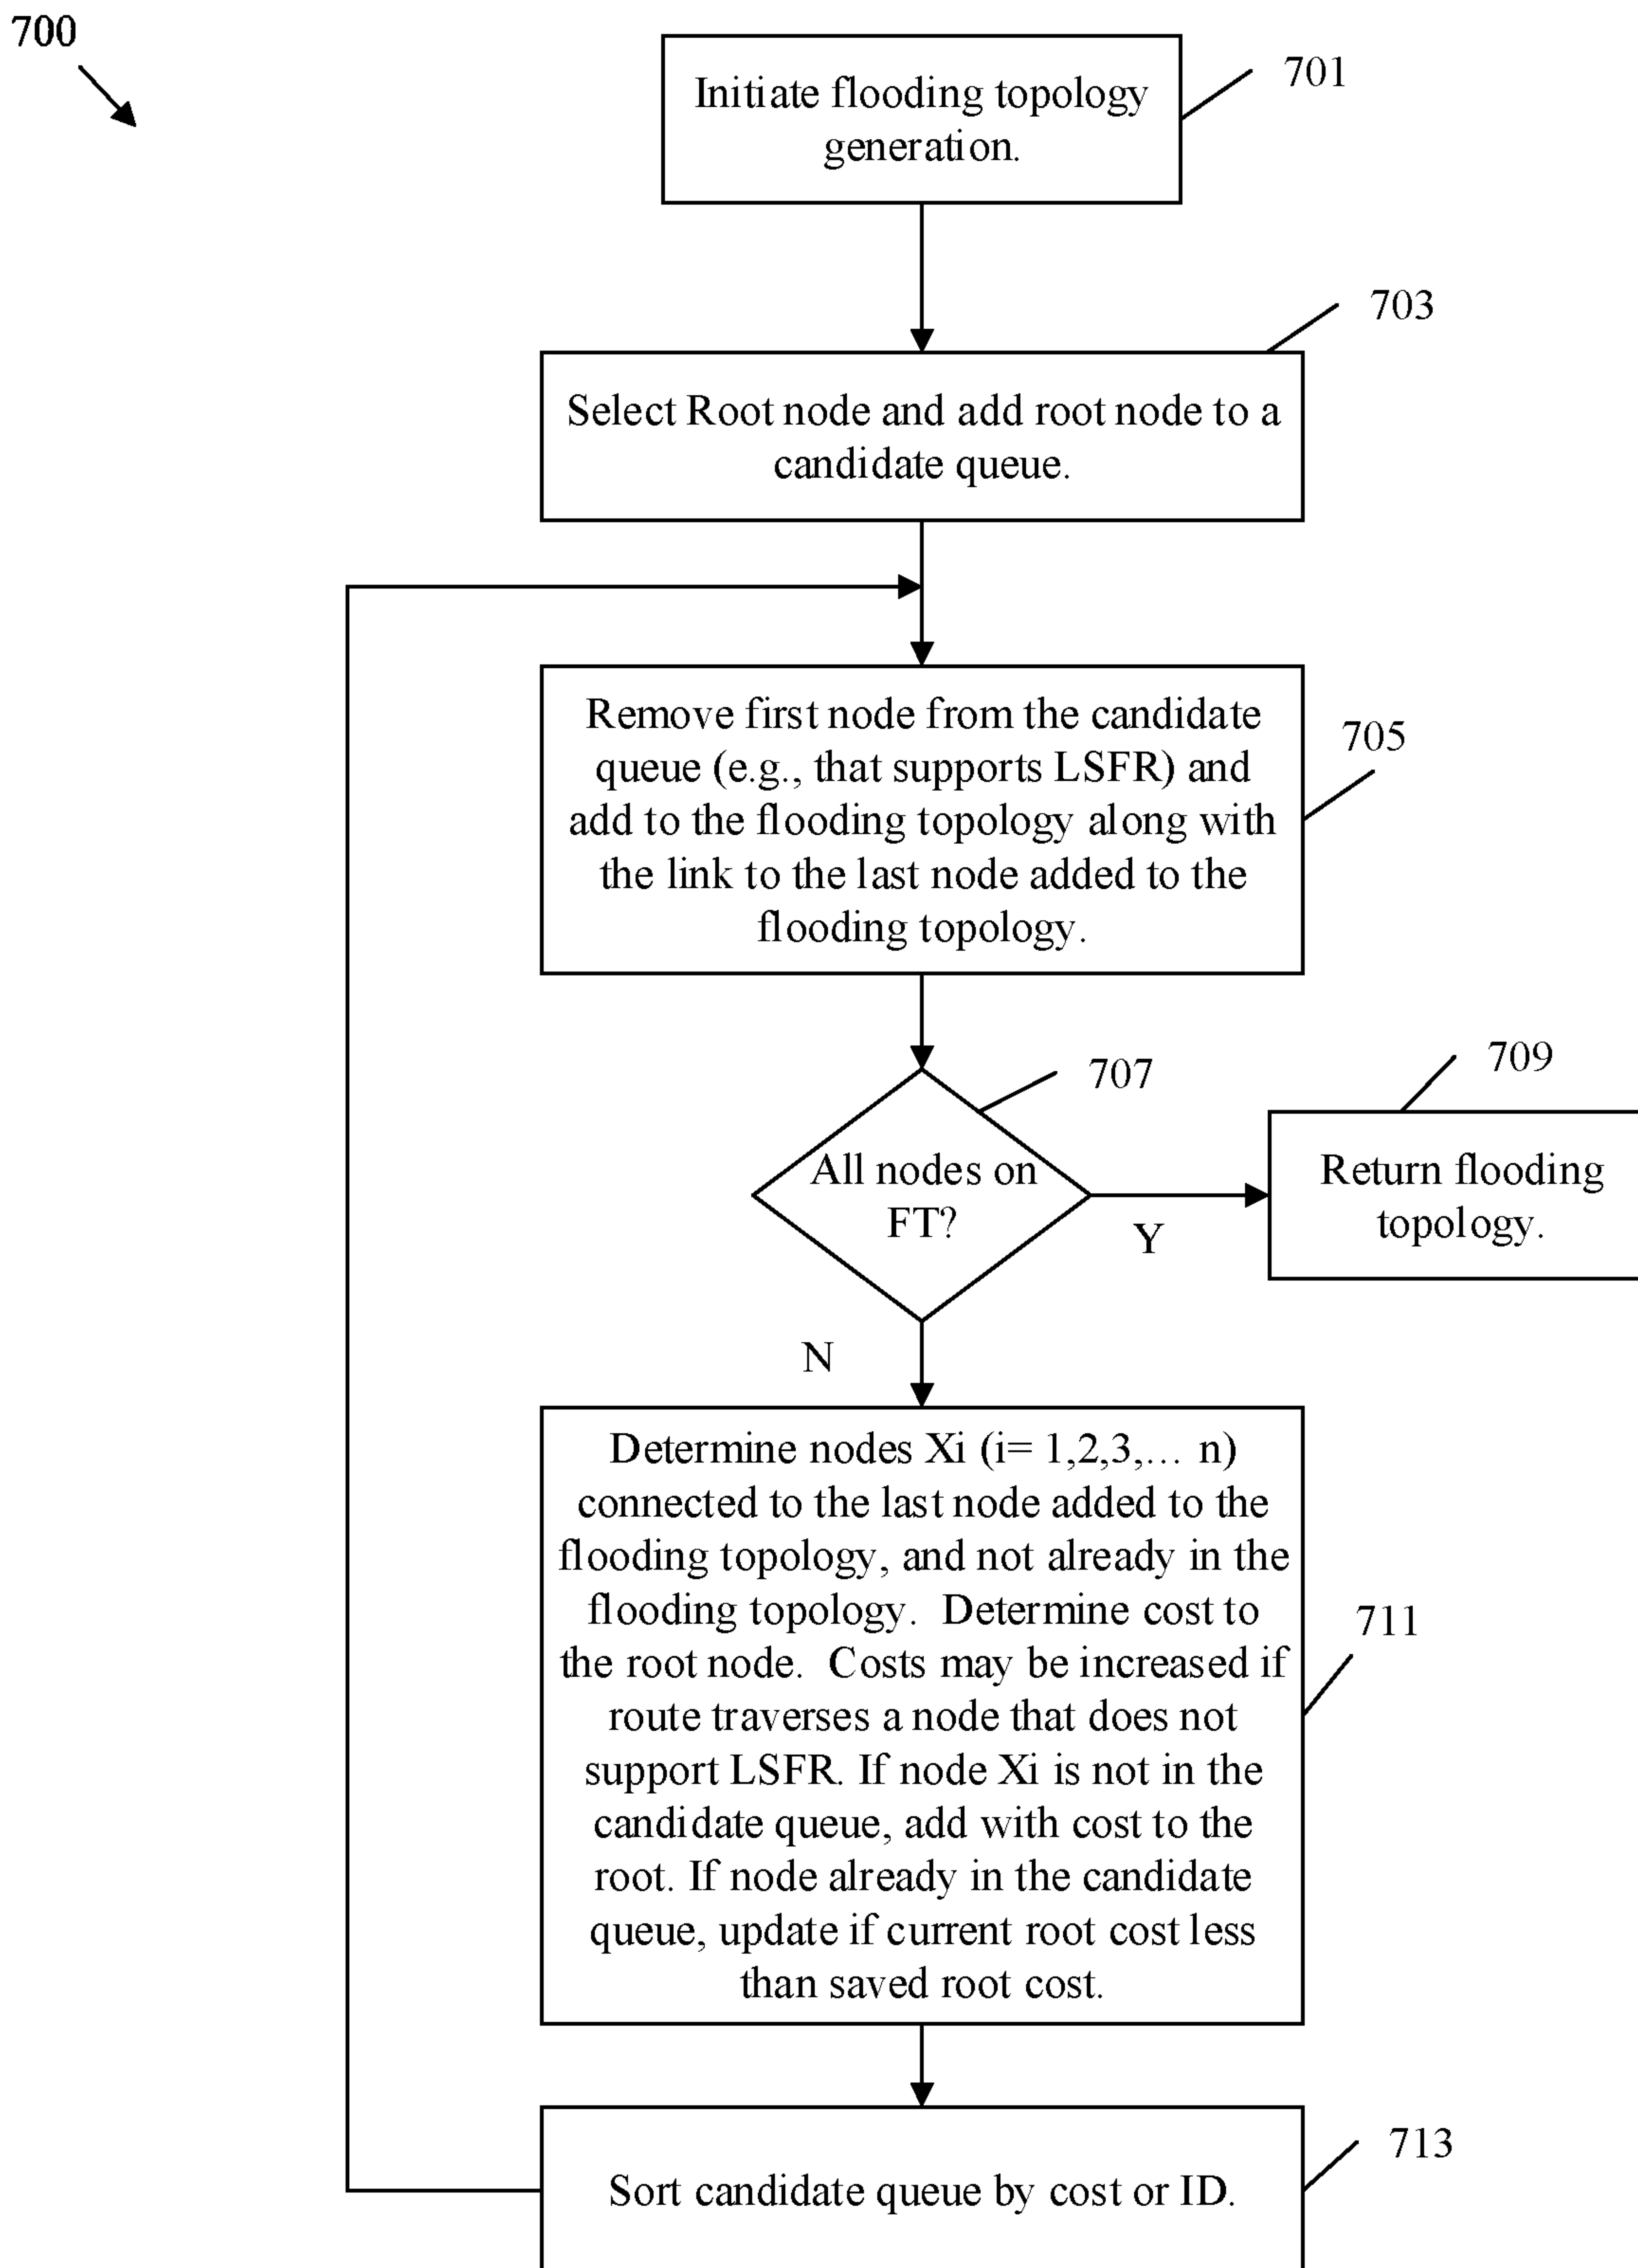 700
Initiate flooding topology
generation.
701
Select Root node and add root node to a
candidate queue.
703
Remove first node from the candidate
queue (e.g., that supports LSFR) and
add to the flooding topology along with
the link to the last node added to the
flooding topology.
705
All nodes on
FT?
707
Y
Return flooding
topology.
709
N
Determine nodes Xi (i= 1,2,3,... n)
connected to the last node added to the
flooding topology, and not already in the
flooding topology. Determine cost to
the root node. Costs may be increased if
route traverses a node that does not
support LSFR. If node Xi is not in the
candidate queue, add with cost to the
root. If node already in the candidate
queue, update if current root cost less
than saved root cost.
711
Sort candidate queue by cost or ID.
713